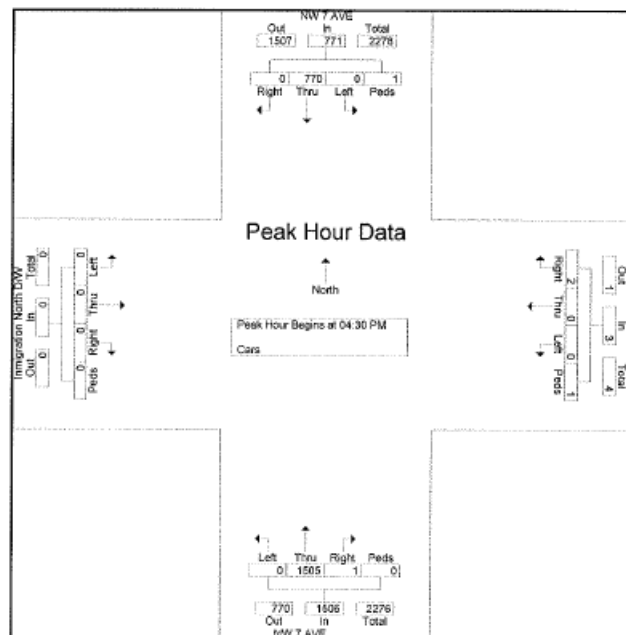 NW 7 AVE
Out In Total
1507 771 2278
0 770 0 1
Right Thru Left Peds
Peak Hour Data
North
Peak Hour Begins at 04:30 PM
Cars
Inmigration North D/W
Out In Total
0 0 0
0 0 0 0
Left Thru Right Peds
Right Thru Left Peds
2 0 0 1
Out In Total
1 3 4
Left Thru Right Peds
0 1505 1 0
770 1506 2276
Out In Total
NW 7 AVE